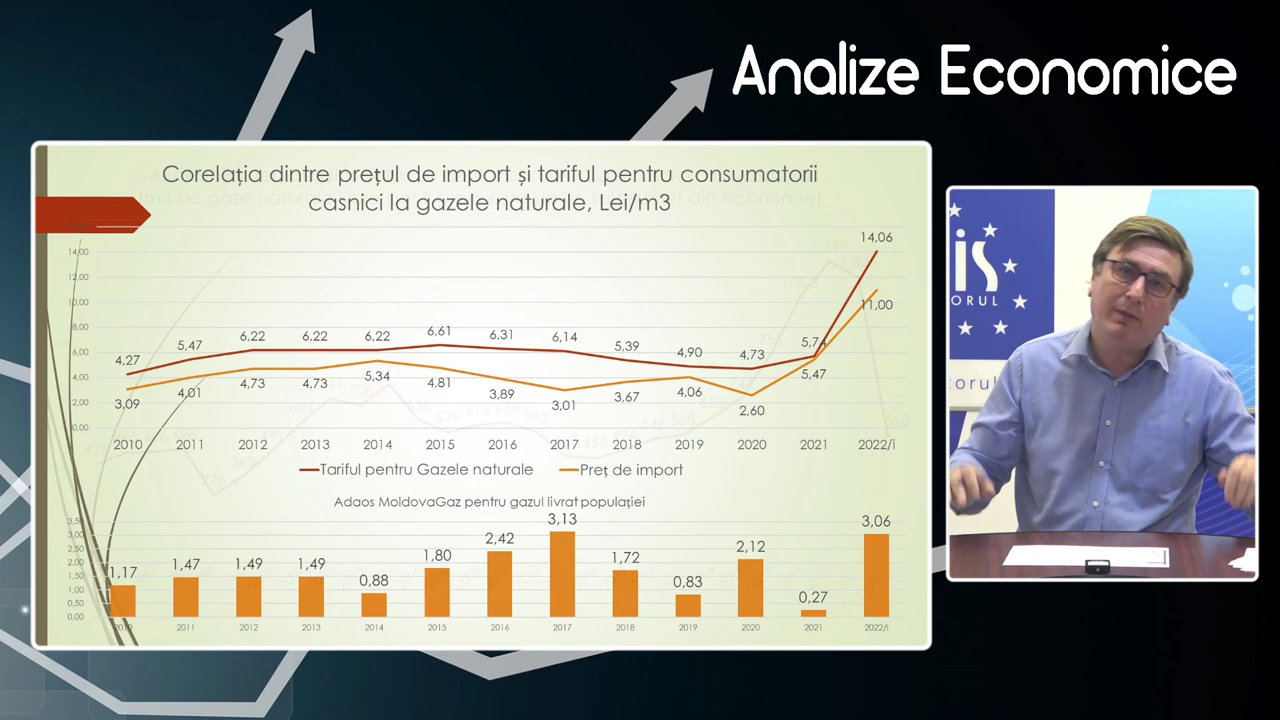 Analize Economice
Corelația dintre prețul de import și tariful pentru consumatorii
casnici la gazele naturale, Lei/m3
14,00
12,00
10,00
8,00
6,00
4,00
2,00
0,00
4,27 5,47 6,22 6,22 6,22 6,61 6,31 6,14 5,39 4,90 4,73 5,74 14,06
3,09 4,01 4,73 4,73 5,34 4,81 3,89 3,01 3,67 4,06 2,60 5,47 11,00
2010 2011 2012 2013 2014 2015 2016 2017 2018 2019 2020 2021 2022/I
Tariful pentru Gazele naturale Preț de import
Adaos MoldovaGaz pentru gazul livrat populației
3,50
3,00
2,50
2,00
1,50
1,00
0,50
0,00
1,17 1,47 1,49 1,49 0,88 1,80 2,42 3,13 1,72 0,83 2,12 0,27 3,06
2010 2011 2012 2013 2014 2015 2016 2017 2018 2019 2020 2021 2022/I
IS
TORUL
torul